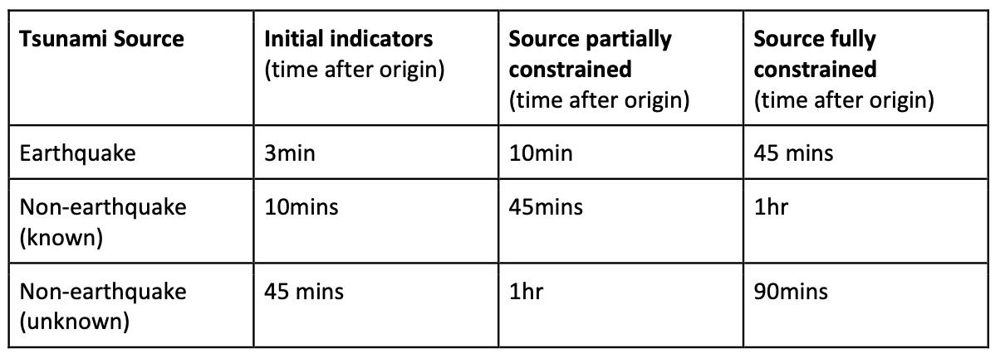 Tsunami Source
Initial indicators
(time after origin)
Source partially
constrained
(time after origin)
Source fully
constrained
(time after origin)
Earthquake
3min
10min
45 mins
Non-earthquake
(known)
10mins
45mins
1hr
Non-earthquake
(unknown)
45 mins
1hr
90mins